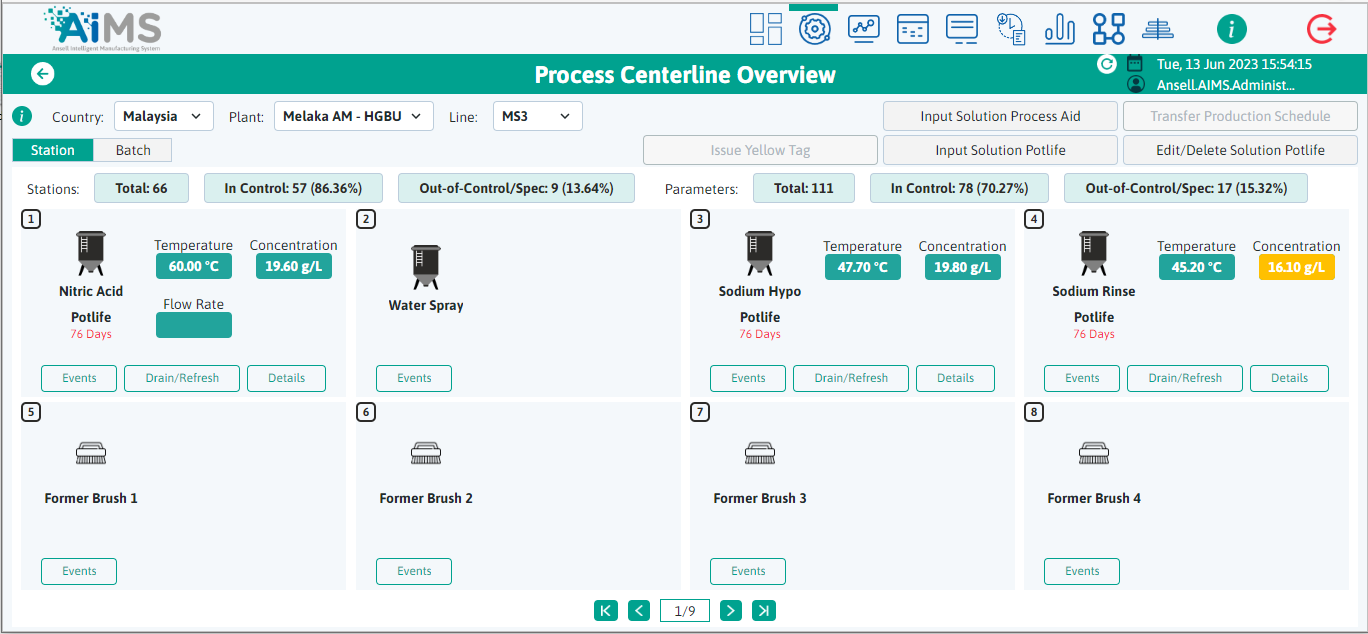 AiMS
Ansell Intelligent Manufacturing System
Process Centerline Overview
Tue, 13 Jun 2023 15:54:15
Ansell.AIMS.Administ...
Country: Malaysia Plant: Melaka AM - HGBU Line: MS3
Input Solution Process Aid Transfer Production Schedule
Station Batch
Issue Yellow Tag Input Solution Potlife Edit/Delete Solution Potlife
Stations: Total: 66 In Control: 57 (86.36%) Out-of-Control/Spec: 9 (13.64%) Parameters: Total: 111 In Control: 78 (70.27%) Out-of-Control/Spec: 17 (15.32%)
1
Temperature Concentration
60.00 °C 19.60 g/L
Nitric Acid
Flow Rate
Potlife
76 Days
Events Drain/Refresh Details
2
Water Spray
Events
3
Temperature Concentration
47.70 °C 19.80 g/L
Sodium Hypo
Potlife
76 Days
Events Drain/Refresh Details
4
Temperature Concentration
45.20 °C 16.10 g/L
Sodium Rinse
Potlife
76 Days
Events Drain/Refresh Details
5
Former Brush 1
Events
6
Former Brush 2
Events
7
Former Brush 3
Events
8
Former Brush 4
Events
1/9